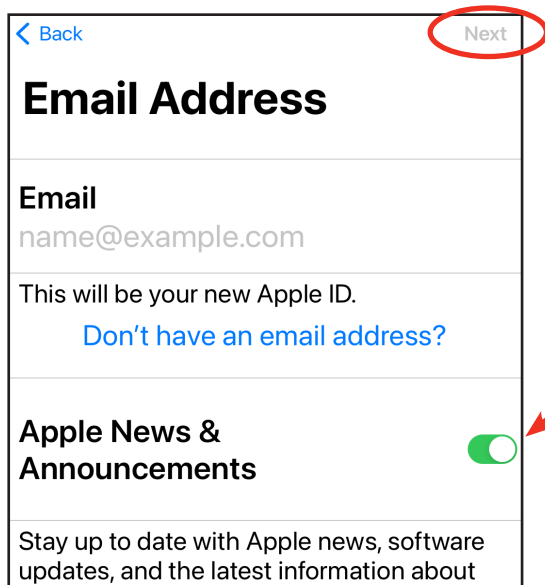 Back
Next
Email Address
Email
name@example.com
This will be your new Apple ID.
Don’t have an email address?
Apple News &
Announcements
Stay up to date with Apple news, software
updates, and the latest information about